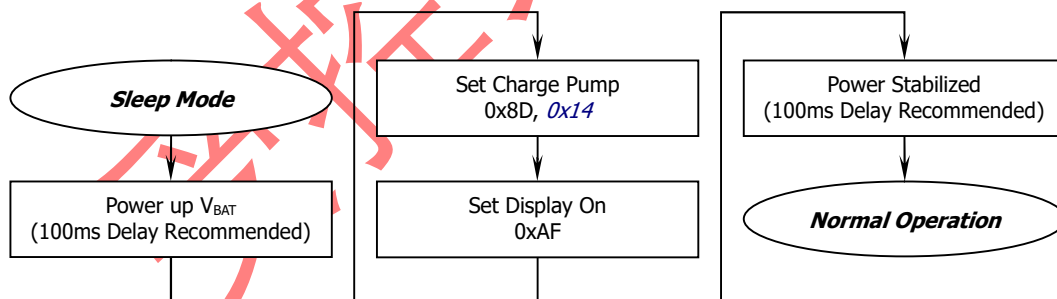 Sleep Mode
Power up VBAT
(100ms Delay Recommended)
Set Charge Pump
0x8D, 0x14
Set Display On
0xAF
Power Stabilized
(100ms Delay Recommended)
Normal Operation